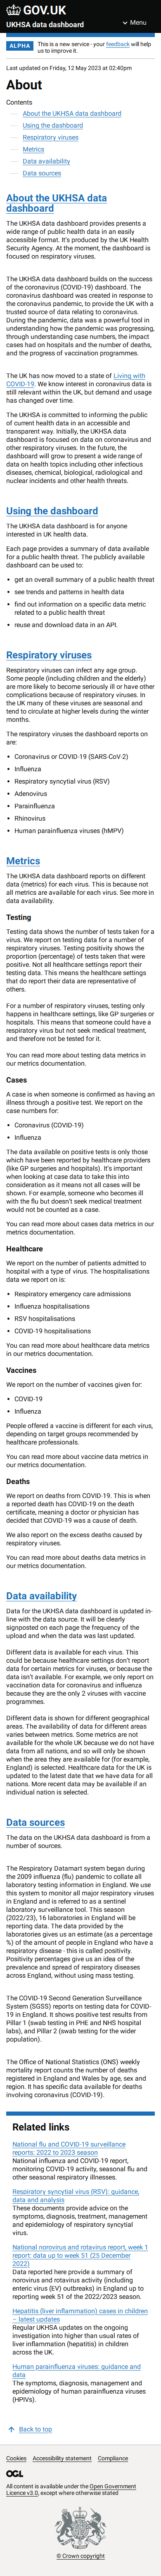 GOV.UK
UKHSA data dashboard
Menu
ALPHA
This is a new service - your feedback will help
us to improve it.
Last updated on Friday, 12 May 2023 at 02:40pm
About
Contents
About the UKHSA data dashboard
Using the dashboard
Respiratory viruses
Metrics
Data availability
Data sources
About the UKHSA data
dashboard
The UKHSA data dashboard provides users a
wide range of data on public health
infections and viruses in an easily accessible
format. It's produced by the UK Health
Security Agency. At the moment, the dashboard is
focused on respiratory viruses.
The UKHSA data dashboard builds on the success
of the coronavirus (COVID-19) dashboard. The
coronavirus dashboard was created in response to
the coronavirus pandemic, to provide the UK with a
trusted source of data relating to coronavirus.
During the pandemic, data was a powerful tool in
understanding how the pandemic was progressing,
through understanding case numbers, the impact
cases had on hospitals and the number of deaths,
and the progress of vaccination programmes.
The UK has now moved to a state of Living with
COVID-19. We know interest in coronavirus data is
still relevant within the UK, but demand and usage
has changed over time.
The UKHSA is committed to informing the public
of current health data in an accessible and
transparent way. Initially, the UKHSA data
dashboard is focused on data on coronavirus and
other respiratory viruses. In the future, the
dashboard will grow to present a wide range of
data on health topics including other infectious
diseases, chemical, biological, radiological and
nuclear incidents and other health threats.
Using the dashboard
The UKHSA data dashboard is for anyone
interested in UK health data.
Each page provides a summary of data available
for a public health threat. The publicly available
dashboard can be used to:
get an overall summary of a public health threat
see trends and patterns in health data
find out information on a specific data metric
related to a public health threat
reuse and download data in an API.
Respiratory viruses
Respiratory viruses can infect any age group.
Some people (including children and the elderly)
are more likely to become seriously ill or have other
complications because of respiratory viruses. In
the UK many of these viruses are seasonal and
tend to circulate at higher levels during the winter
months.
The respiratory viruses the dashboard reports on
are:
Coronavirus or COVID-19 (SARS-CoV-2)
Influenza
Respiratory syncytial virus (RSV)
Adenovirus
Parainfluenza
Rhinovirus
Human parainfluenza viruses (hMPV)
Metrics
The UKHSA data dashboard reports on different
data (metrics) for each virus. This is because not
all metrics are available for each virus. See more in
data availability.
Testing
Testing data shows the number of tests taken for a
virus. We report on testing data for a number of
respiratory viruses. Testing positivity shows the
proportion (percentage) of tests taken that were
positive. Not all healthcare settings report their
testing data. This means the healthcare settings
that do report their data are representative of
others.
For a number of respiratory viruses, testing only
happens in healthcare settings, like GP surgeries or
hospitals. This means that someone could have a
respiratory virus but not seek medical treatment,
and therefore not be tested for it.
You can read more about testing data metrics in
our metrics documentation.
Cases
A case is when someone is confirmed as having an
illness through a positive test. We report on the
case numbers for:
Coronavirus (COVID-19)
Influenza
The data available on positive tests is only those
which have been reported by healthcare providers
(like GP surgeries and hospitals). It's important
when looking at case data to take this into
consideration as it means not all cases will be
shown. For example, someone who becomes ill
with the flu but doesn't seek medical treatment
would not be counted as a case.
You can read more about cases data metrics in our
metrics documentation.
Healthcare
We report on the number of patients admitted to
hospital with a type of virus. The hospitalisations
data we report on is:
Respiratory emergency care admissions
Influenza hospitalisations
RSV hospitalisations
COVID-19 hospitalisations
You can read more about healthcare data metrics
in our metrics documentation.
Vaccines
We report on the number of vaccines given for:
COVID-19
Influenza
People offered a vaccine is different for each virus,
depending on target groups recommended by
healthcare professionals.
You can read more about vaccine data metrics in
our metrics documentation.
Deaths
We report on deaths from COVID-19. This is when
a reported death has COVID-19 on the death
certificate, meaning a doctor or physician has
decided that COVID-19 was a cause of death.
We also report on the excess deaths caused by
respiratory viruses.
You can read more about deaths data metrics in
our metrics documentation.
Data availability
Data for the UKHSA data dashboard is updated in-
line with the data source. It will be clearly
signposted on each page the frequency of the
upload and when the data was last updated.
Different data is available for each virus. This
could be because healthcare settings don't report
data for certain metrics for viruses, or because the
data isn't available. For example, we only report on
vaccination data for coronavirus and influenza
because they are the only 2 viruses with vaccine
programmes.
Different data is shown for different geographical
areas. The availability of data for different areas
varies between metrics. Some metrics are not
available for the whole UK because we do not have
data from all nations, and so will only be shown
when the area they are available for (for example,
England) is selected. Healthcare data for the UK is
not available until we have up to date data for all
nations. More recent data may be available if an
individual nation is selected.
Data sources
The data on the UKHSA data dashboard is from a
number of sources.
The Respiratory Datamart system began during
the 2009 influenza (flu) pandemic to collate all
laboratory testing information in England. We use
this system to monitor all major respiratory viruses
in England and is referred to as a sentinel
laboratory surveillance tool. This season
(2022/23), 16 laboratories in England will be
reporting data. The data provided by the
laboratories gives us an estimate (as a percentage
%) of the amount of people in England who have a
respiratory disease - this is called positivity.
Positivity percentages give us an idea of the
prevalence and spread of respiratory diseases
across England, without using mass testing.
The COVID-19 Second Generation Surveillance
System (SGSS) reports on testing data for COVID-
19 in England. It shows positive test results from
Pillar 1 (swab testing in PHE and NHS hospital
labs), and Pillar 2 (swab testing for the wider
population).
The Office of National Statistics (ONS) weekly
mortality report counts the number of deaths
registered in England and Wales by age, sex and
region. It has specific data available for deaths
involving coronavirus (COVID-19).
Related links
National flu and COVID-19 surveillance
reports: 2022 to 2023 season
National influenza and COVID-19 report,
monitoring COVID-19 activity, seasonal flu and
other seasonal respiratory illnesses.
Respiratory syncytial virus (RSV): guidance,
data and analysis
These documents provide advice on the
symptoms, diagnosis, treatment, management
and epidemiology of respiratory syncytial
virus.
National norovirus and rotavirus report, week 1
report: data up to week 51 (25 December
2022)
Data reported here provide a summary of
norovirus and rotavirus activity (including
enteric virus (EV) outbreaks) in England up to
reporting week 51 of the 2022/2023 season.
Hepatitis (liver inflammation) cases in children
– latest updates
Regular UKHSA updates on the ongoing
investigation into higher than usual rates of
liver inflammation (hepatitis) in children
across the UK.
Human parainfluenza viruses: guidance and
data
The symptoms, diagnosis, management and
epidemiology of human parainfluenza viruses
(HPIVs).
Back to top
Cookies Accessibility statement Compliance
OGL
All content is available under the Open Government
Licence v3.0, except where otherwise stated
© Crown copyright